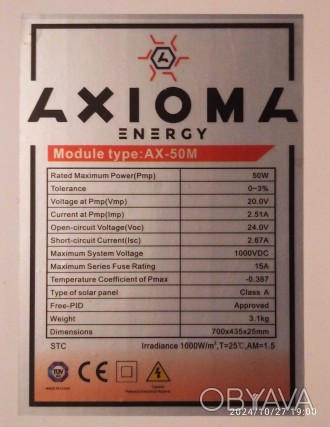 AXIOMA
ENERGY
Module type:AX-50M
Rated Maximum Power(Pmp) 50W
Tolerance 0~3%
Voltage at Pmp(Vmp) 20.0V
Current at Pmp(Imp) 2.51A
Open-circuit Voltage(Voc) 24.0V
Short-circuit Current(Isc) 2.67A
Maximum System Voltage 1000VDC
Maximum Series Fuse Rating 15A
Temperature Coefficient of Pmax -0.387
Type of solar panel Class A
Free-PID Approved
Weight 3.1kg
Dimensions 700x435x25mm
STC Irradiance 1000W/m²,T=25℃,AM=1.5
CE
OBYAVA
2024/10/27 19:00